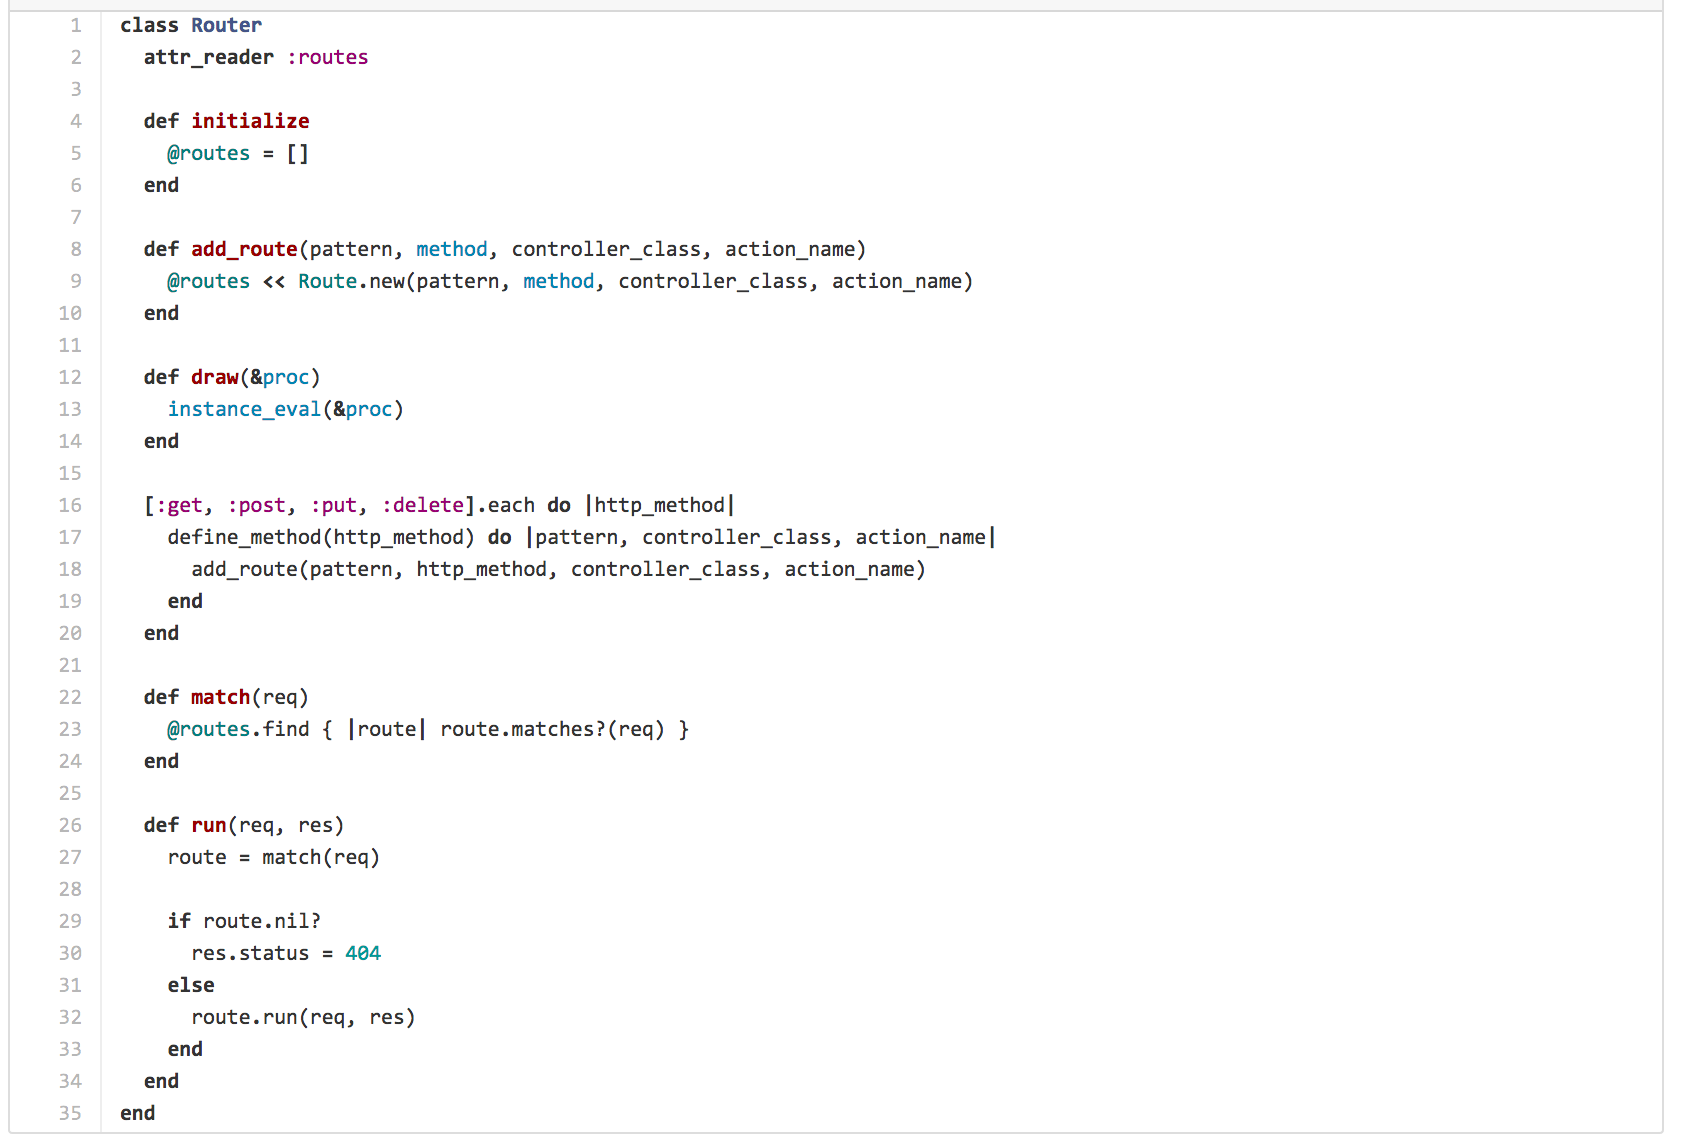 1 class Router
2   attr_reader :routes
3
4   def initialize
5     @routes = []
6   end
7
8   def add_route(pattern, method, controller_class, action_name)
9     @routes << Route.new(pattern, method, controller_class, action_name)
10   end
11
12   def draw(&proc)
13     instance_eval(&proc)
14   end
15
16   [:get, :post, :put, :delete].each do |http_method|
17     define_method(http_method) do |pattern, controller_class, action_name|
18       add_route(pattern, http_method, controller_class, action_name)
19     end
20   end
21
22   def match(req)
23     @routes.find { |route| route.matches?(req) }
24   end
25
26   def run(req, res)
27     route = match(req)
28
29     if route.nil?
30       res.status = 404
31     else
32       route.run(req, res)
33     end
34   end
35 end